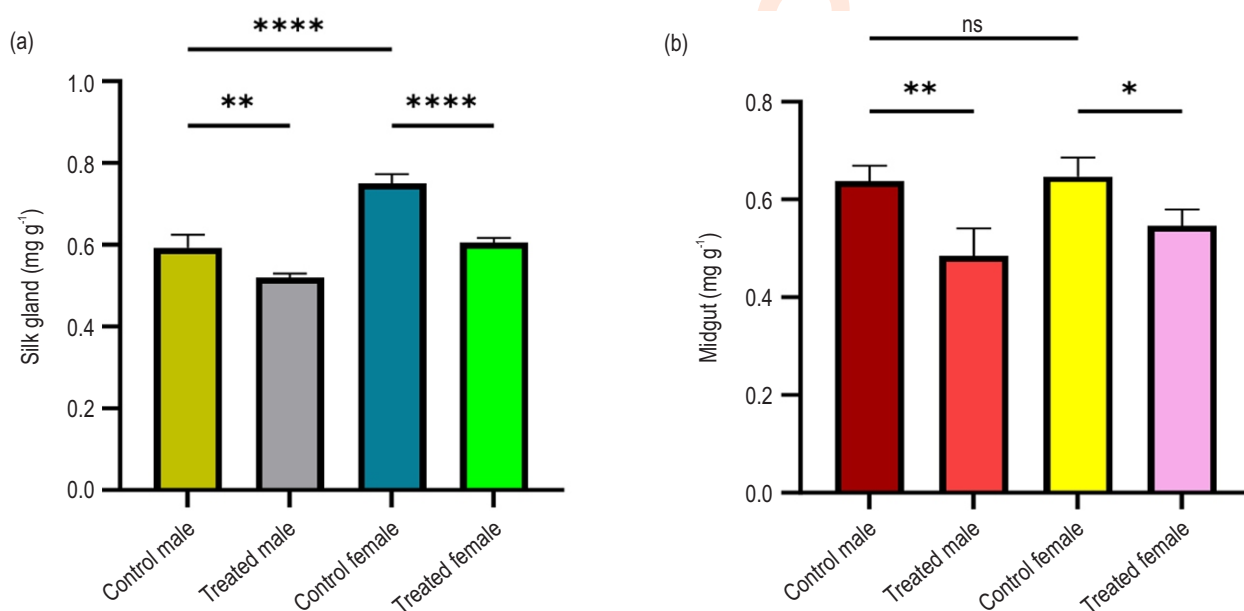 (a)
****
**
****
1.0
0.8
0.6
0.4
0.2
0.0
Silk gland (mg g⁻¹)
Control male
Treated male
Control female
Treated female
(b)
ns
**
*
0.8
0.6
0.4
0.2
0.0
Midgut (mg g⁻¹)
Control male
Treated male
Control female
Treated female